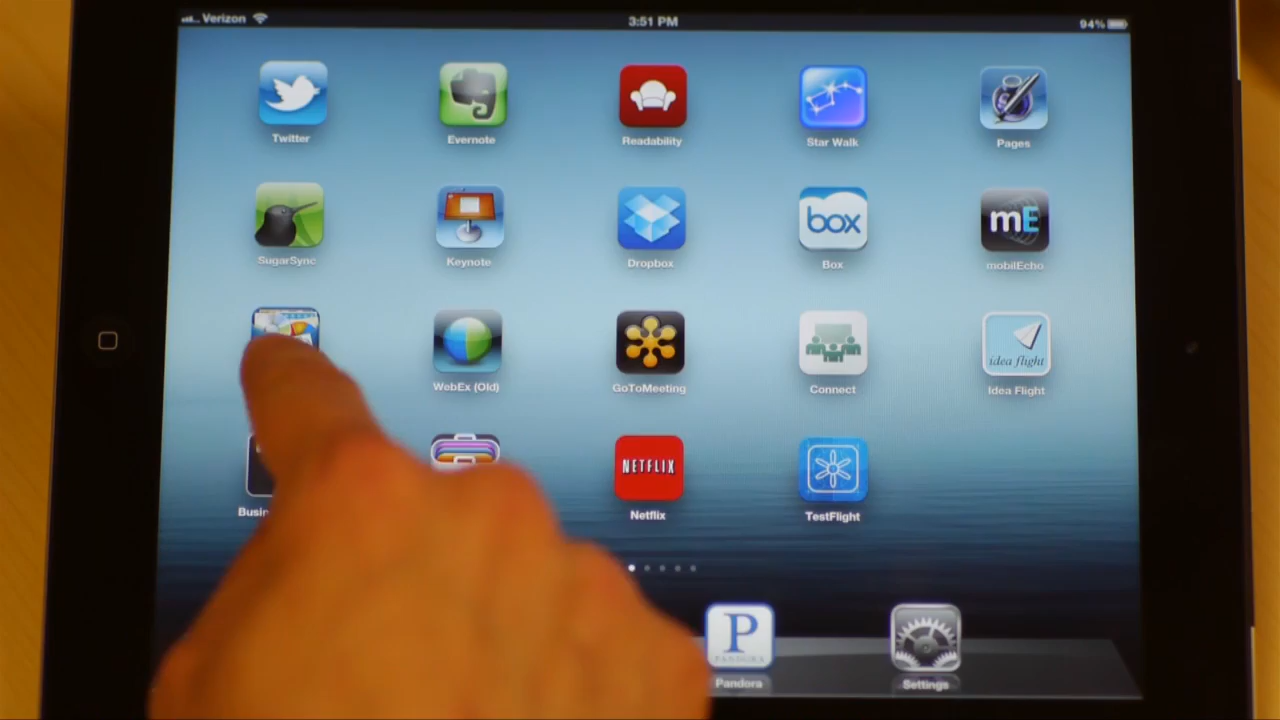 Verizon 3:51 PM 94%
Twitter Evernote Readability Star Walk Pages
box mE
SugarSync Keynote Dropbox Box mobilEcho
idea flight
WebEx (Old) GoToMeeting Connect Idea Flight
NETFLIX
Netflix TestFlight
P
PANDORA
Pandora Settings